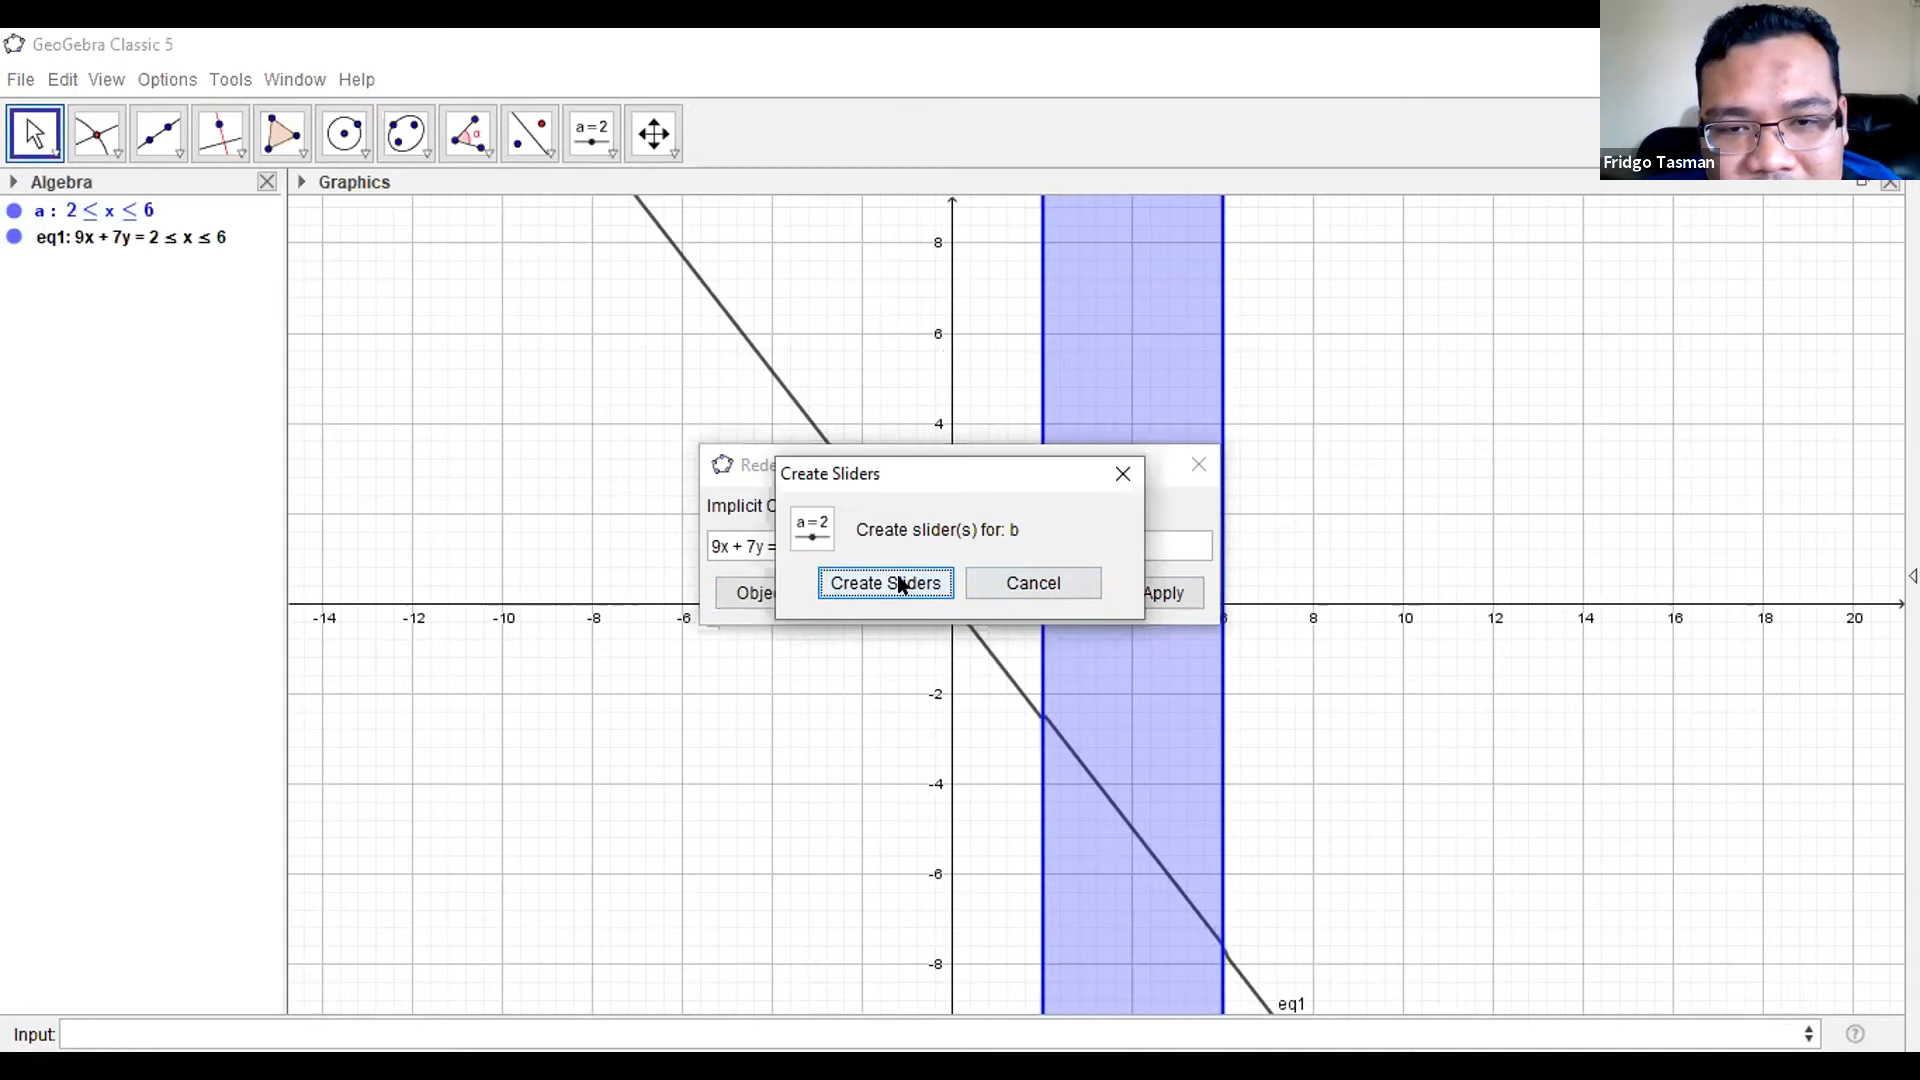 GeoGebra Classic 5
File Edit View Options Tools Window Help
a=2
Fridgo Tasman
Algebra
Graphics
a : 2 ≤ x ≤ 6
eq1: 9x + 7y = 2 ≤ x ≤ 6
8
6
4
Create Sliders
Implicit
a=2
Create slider(s) for: b
9x + 7y =
Create Sliders
Cancel
Apply
-14 -12 -10 -8 -6 6 8 10 12 14 16 18 20
-2
-4
-6
-8
eq1
Input: